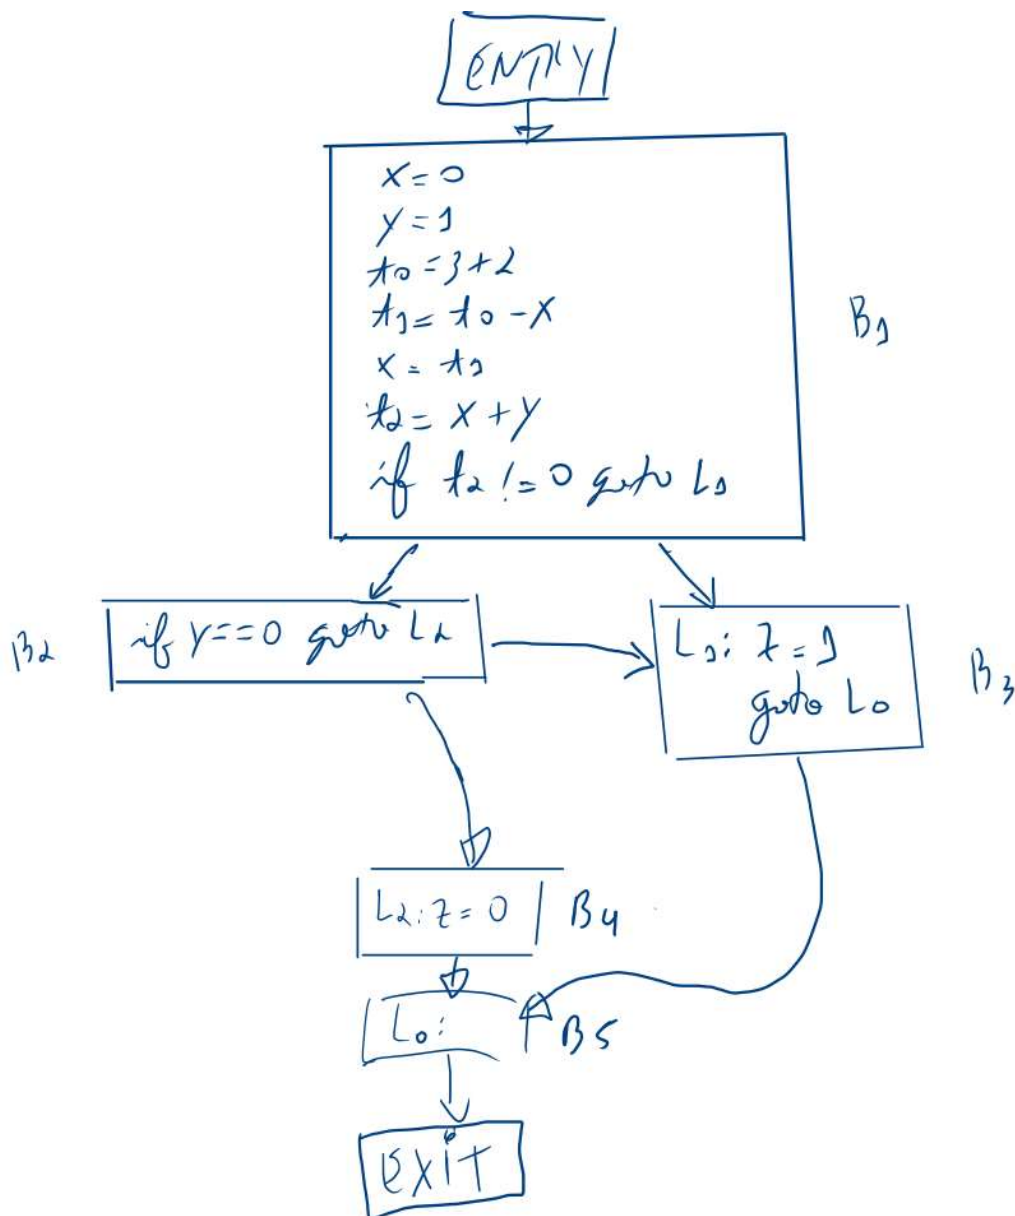 ENTRY
x=0
y=1
t0=3+2
t1=t0-x
x=t1
t2=x+y
if t2!=0 goto L1
B1
B2
if y==0 goto L2
L1: z=1
goto L0
B3
L2: z=0
B4
L0:
B5
EXIT